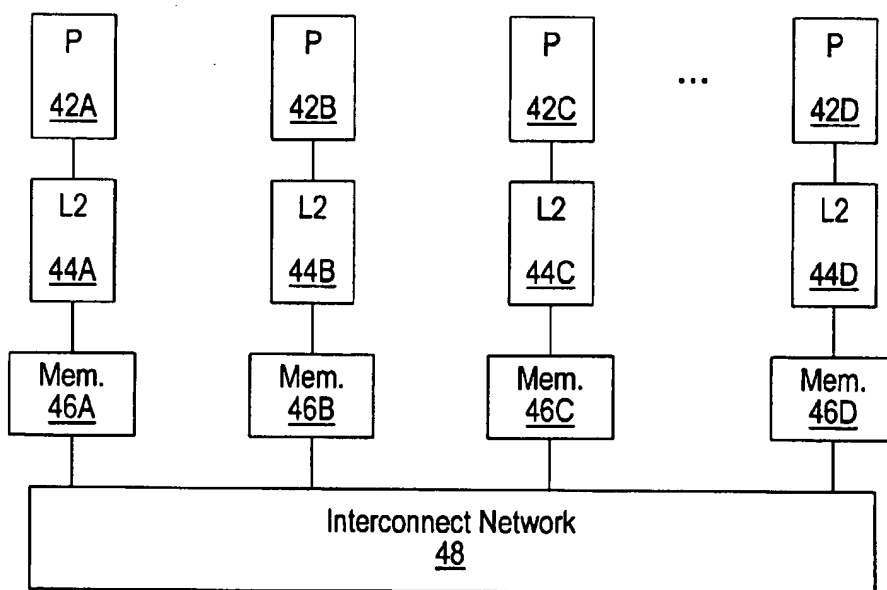 P
42A
P
42B
P
42C
...
P
42D
L2
44A
L2
44B
L2
44C
L2
44D
Mem.
46A
Mem.
46B
Mem.
46C
Mem.
46D
Interconnect Network
48